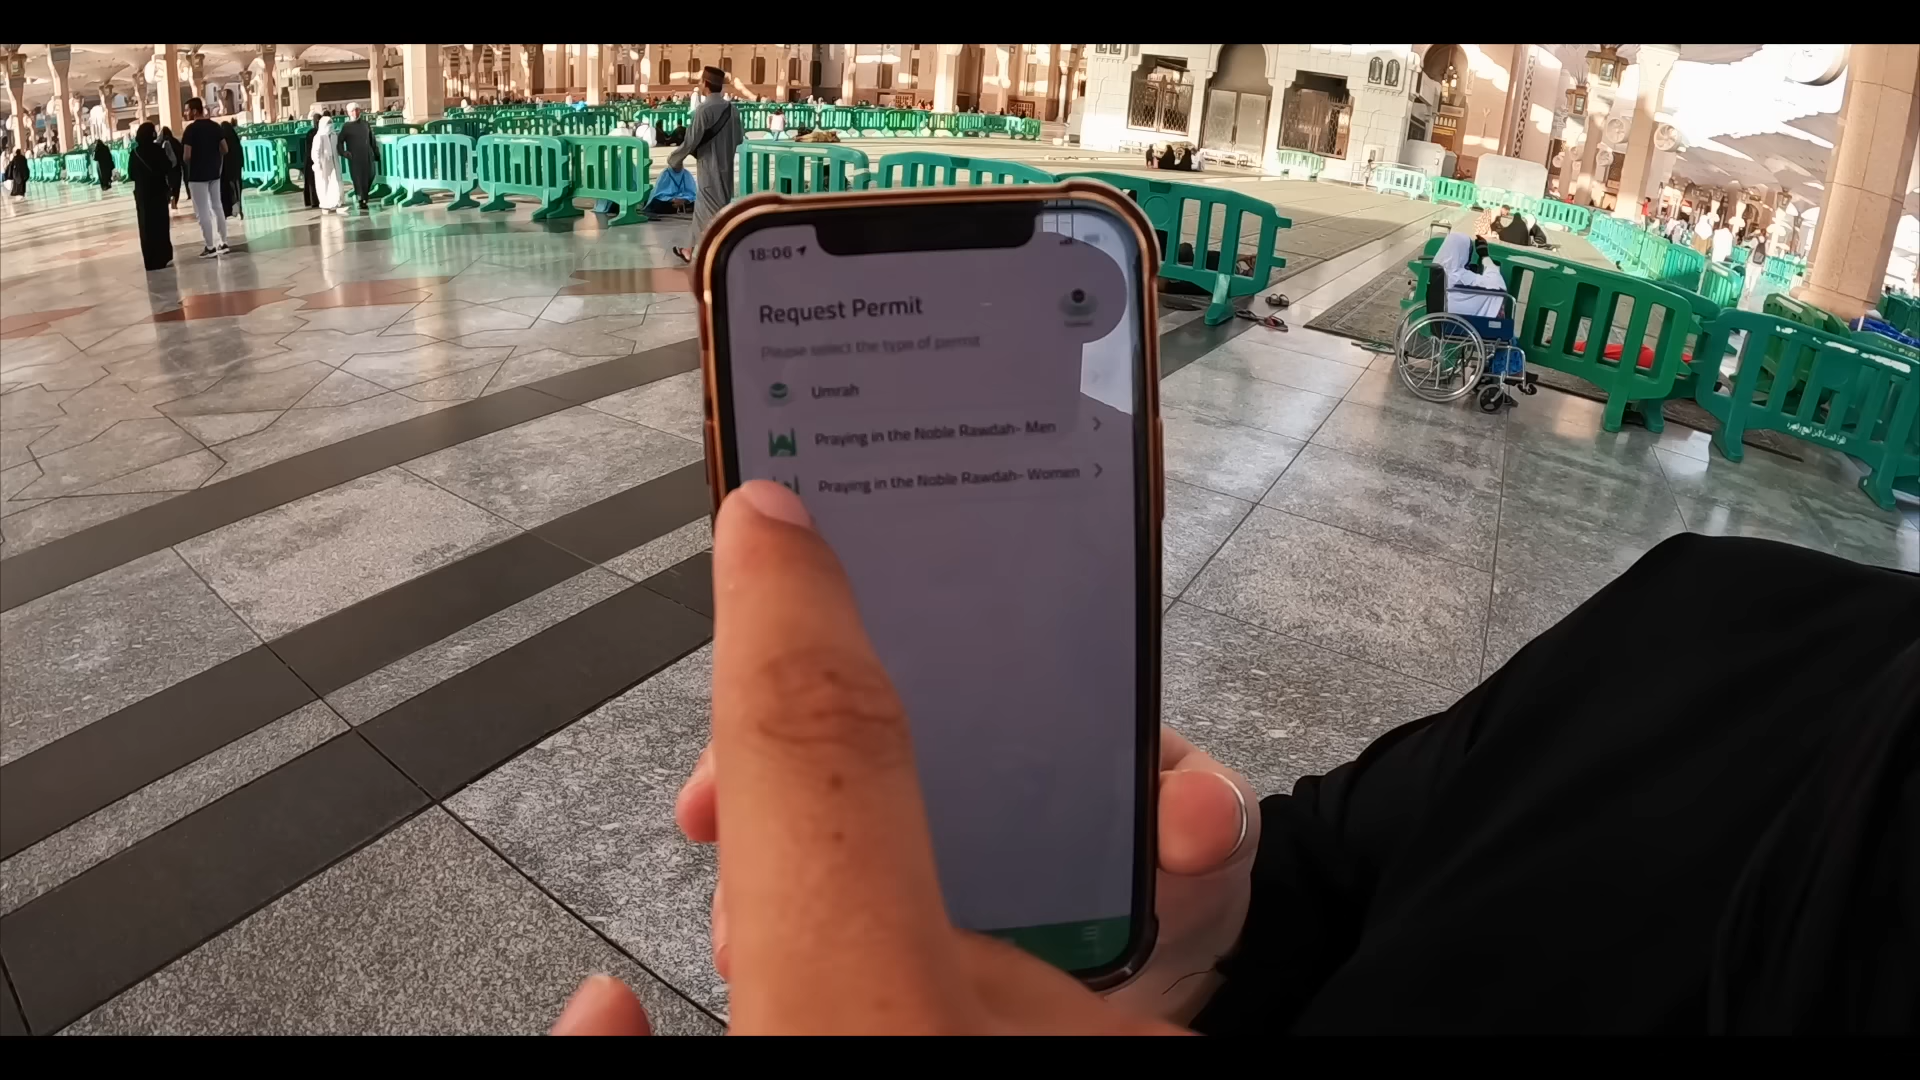 18:06
Request Permit
Please select the type of permit
Umrah
Praying in the Noble Rawdah- Men
Praying in the Noble Rawdah- Women